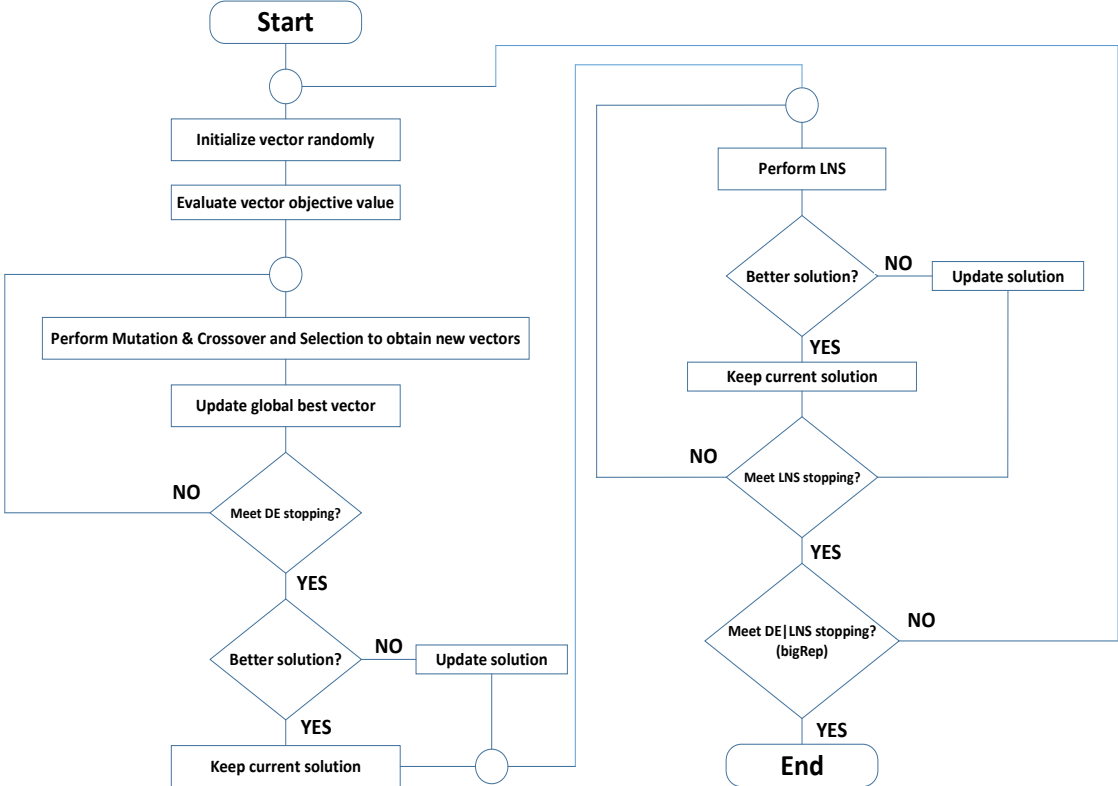 Start
Initialize vector randomly
Evaluate vector objective value
Perform Mutation & Crossover and Selection to obtain new vectors
Update global best vector
NO
Meet DE stopping?
YES
Better solution?
NO
Update solution
YES
Keep current solution
Perform LNS
Better solution?
NO
Update solution
YES
Keep current solution
NO
Meet LNS stopping?
YES
Meet DE|LNS stopping?
(bigRep)
NO
YES
End